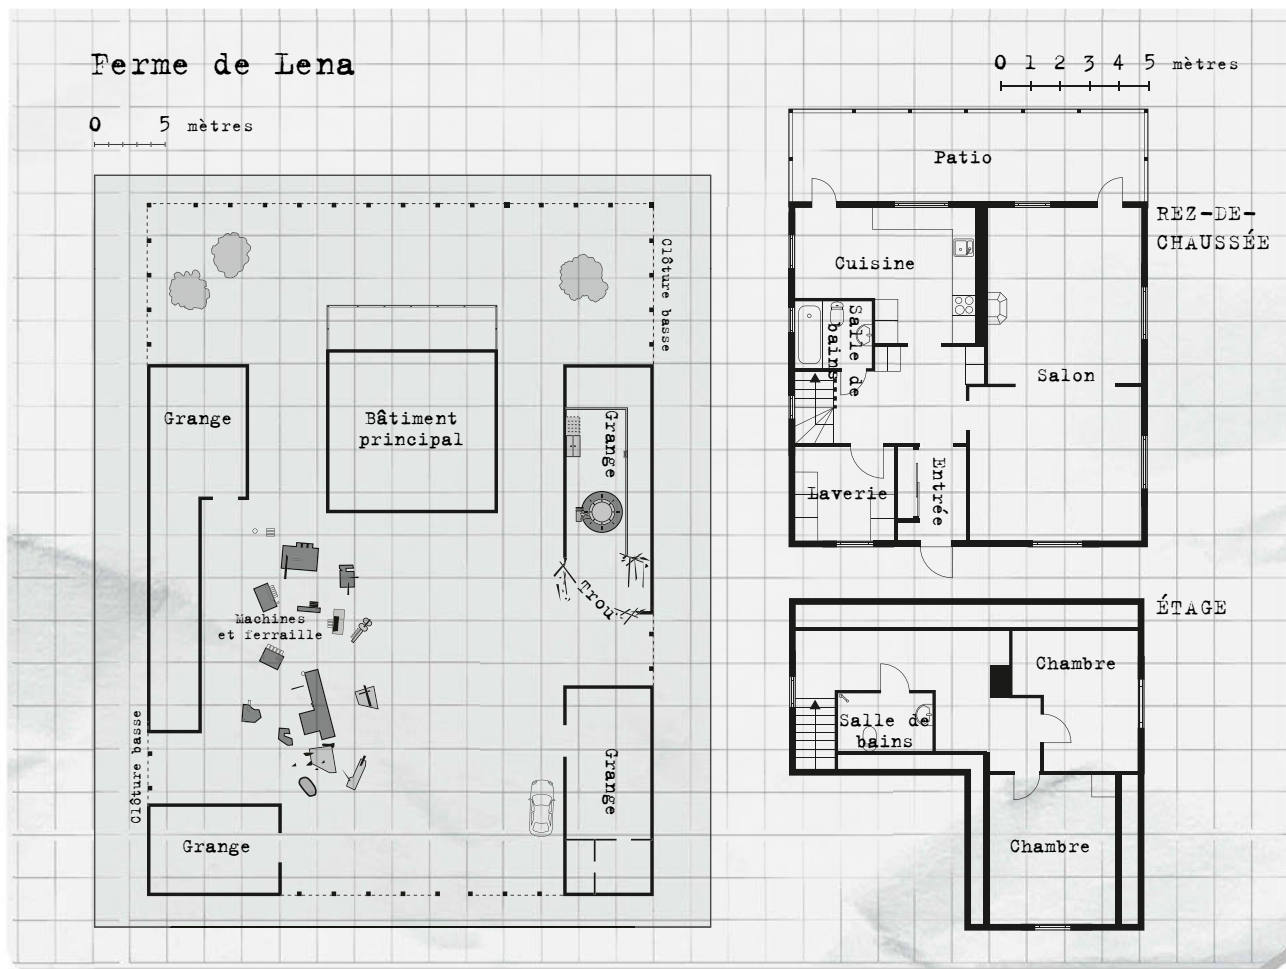 Ferme de Lena
0 5 mètres
0 1 2 3 4 5 mètres
Clôture basse
Grange
Bâtiment
principal
Grange
Trou
Machines
et ferraille
Clôture basse
Grange
Grange
Patio
REZ-DE-
CHAUSSÉE
Cuisine
Salle de
bains
Salon
Laverie
Entrée
ÉTAGE
Chambre
Salle de
bains
Chambre